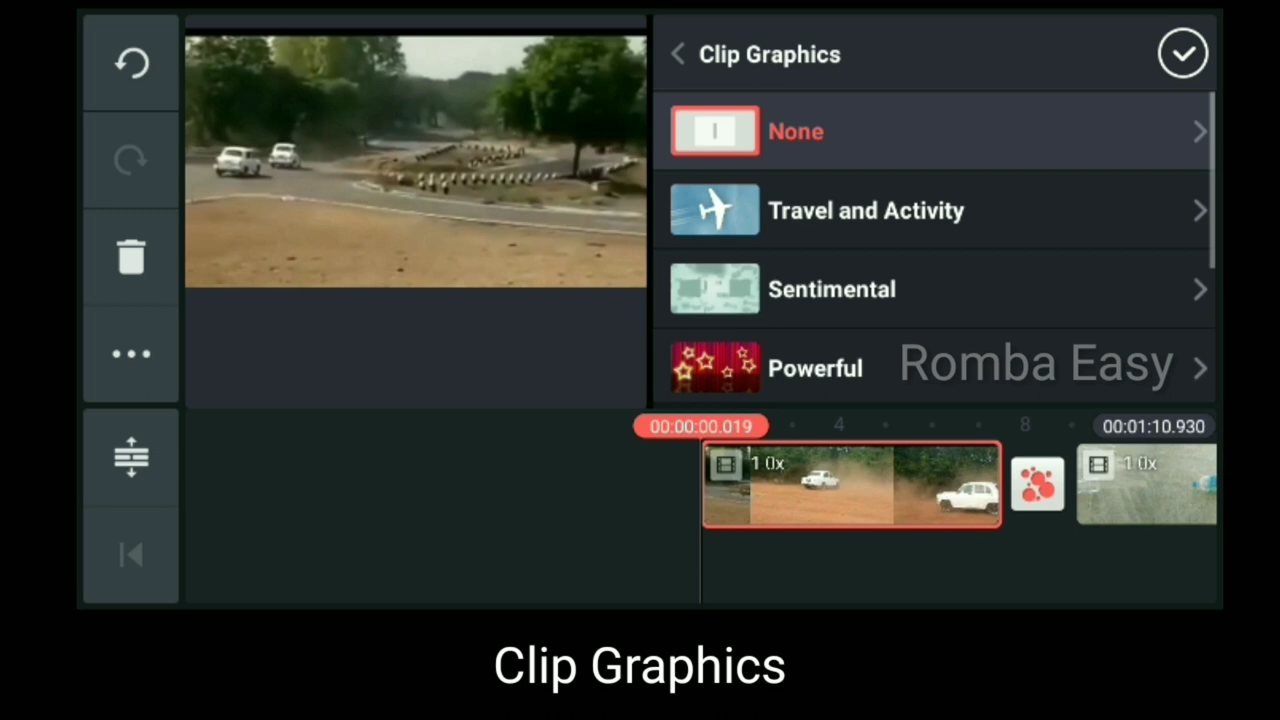 Clip Graphics
None
Travel and Activity
Sentimental
Powerful
Romba Easy
00:00:00.019
4
8
00:01:10.930
1.0x
1.0x
Clip Graphics